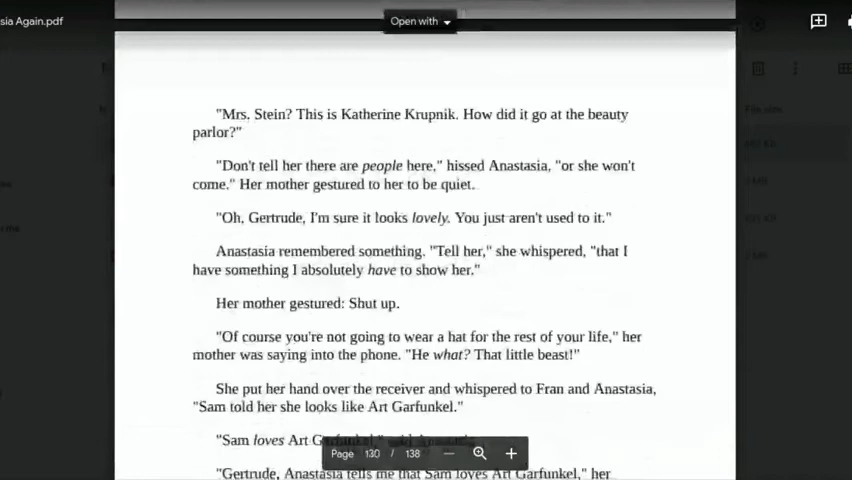 sia Again.pdf
Open with
"Mrs. Stein? This is Katherine Krupnik. How did it go at the beauty
parlor?"
"Don't tell her there are people here," hissed Anastasia, "or she won't
come." Her mother gestured to her to be quiet.
"Oh, Gertrude, I'm sure it looks lovely. You just aren't used to it."
Anastasia remembered something. "Tell her," she whispered, "that I
have something I absolutely have to show her."
Her mother gestured: Shut up.
"Of course you're not going to wear a hat for the rest of your life," her
mother was saying into the phone. "He what? That little beast!"
She put her hand over the receiver and whispered to Fran and Anastasia,
"Sam told her she looks like Art Garfunkel."
"Sam loves Art Garfunkel,"
"Gertrude, Anastasia tells me that Sam loves Art Garfunkel," her
Page 130 / 138
File size